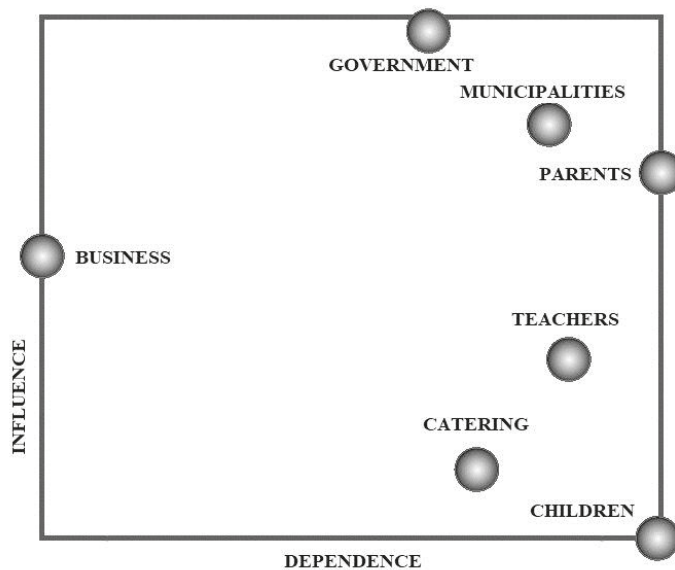 GOVERNMENT
MUNICIPALITIES
PARENTS
BUSINESS
TEACHERS
INFLUENCE
CATERING
CHILDREN
DEPENDENCE